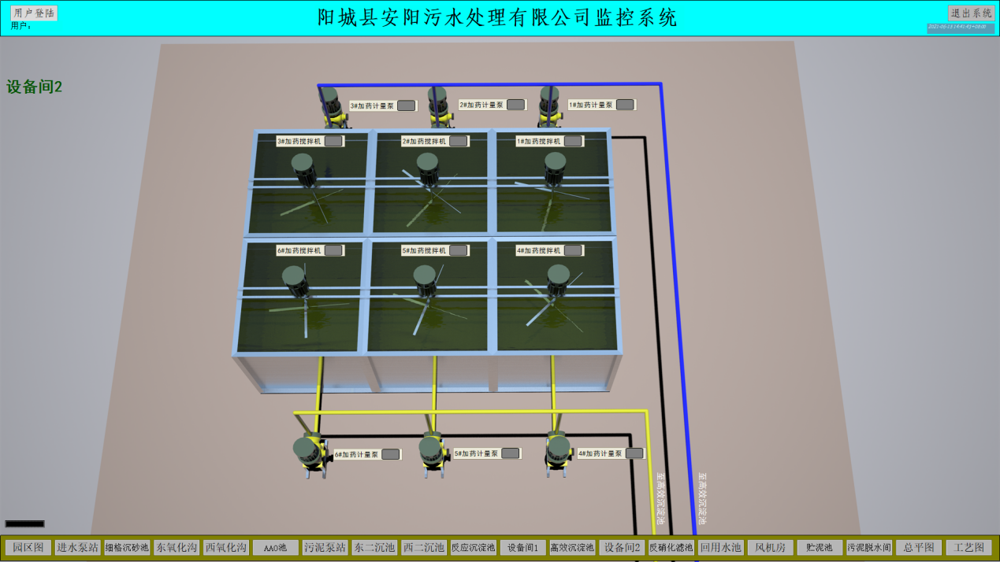 用户登陆
阳城县安阳污水处理有限公司监控系统
退出系统
用户:
设备间2
3#加药计量泵
2#加药计量泵
1#加药计量泵
3#加药搅拌机
2#加药搅拌机
1#加药搅拌机
6#加药搅拌机
5#加药搅拌机
4#加药搅拌机
6#加药计量泵
5#加药计量泵
4#加药计量泵
至高效沉淀池
至高效沉淀池
园区图
进水泵站
细格沉砂池
东氧化沟
西氧化沟
AAO池
污泥泵站
东二沉池
西二沉池
反应沉淀池
设备间1
高效沉淀池
设备间2
反硝化滤池
回用水池
风机房
贮泥池
污泥脱水间
总平图
工艺图